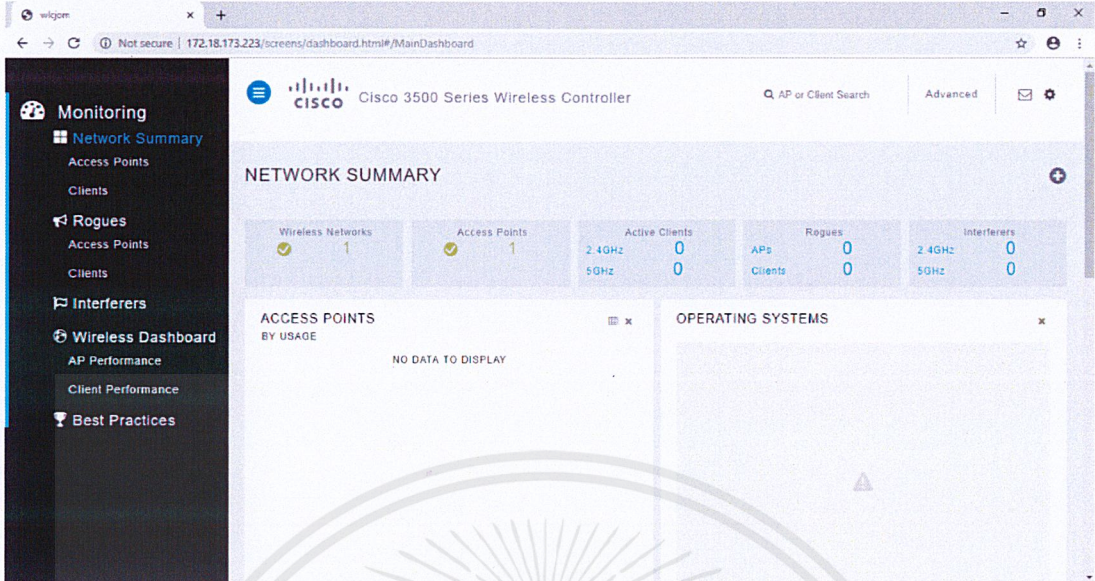 wlcjom
Not secure | 172.18.173.223/screens/dashboard.html#/MainDashboard
Monitoring
Network Summary
Access Points
Clients
Rogues
Access Points
Clients
Interferers
Wireless Dashboard
AP Performance
Client Performance
Best Practices
CISCO Cisco 3500 Series Wireless Controller
AP or Client Search
Advanced
NETWORK SUMMARY
Wireless Networks
1
Access Points
1
Active Clients
2.4GHz 0
5GHz 0
Rogues
APs 0
Clients 0
Interferers
2.4GHz 0
5GHz 0
ACCESS POINTS
BY USAGE
NO DATA TO DISPLAY
OPERATING SYSTEMS